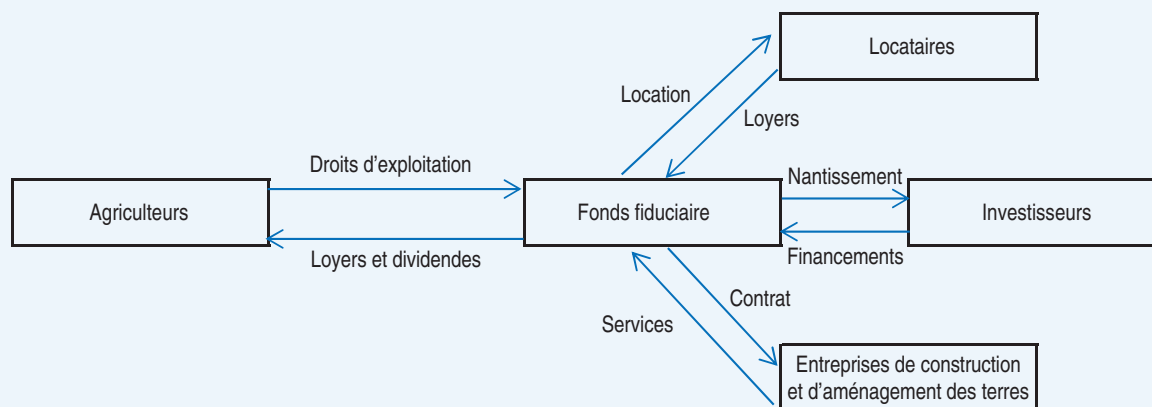 Locataires
Location
Loyers
Droits d'exploitation
Nantissement
Agriculteurs
Fonds fiduciaire
Investisseurs
Loyers et dividendes
Financements
Contrat
Services
Entreprises de construction
et d'aménagement des terres